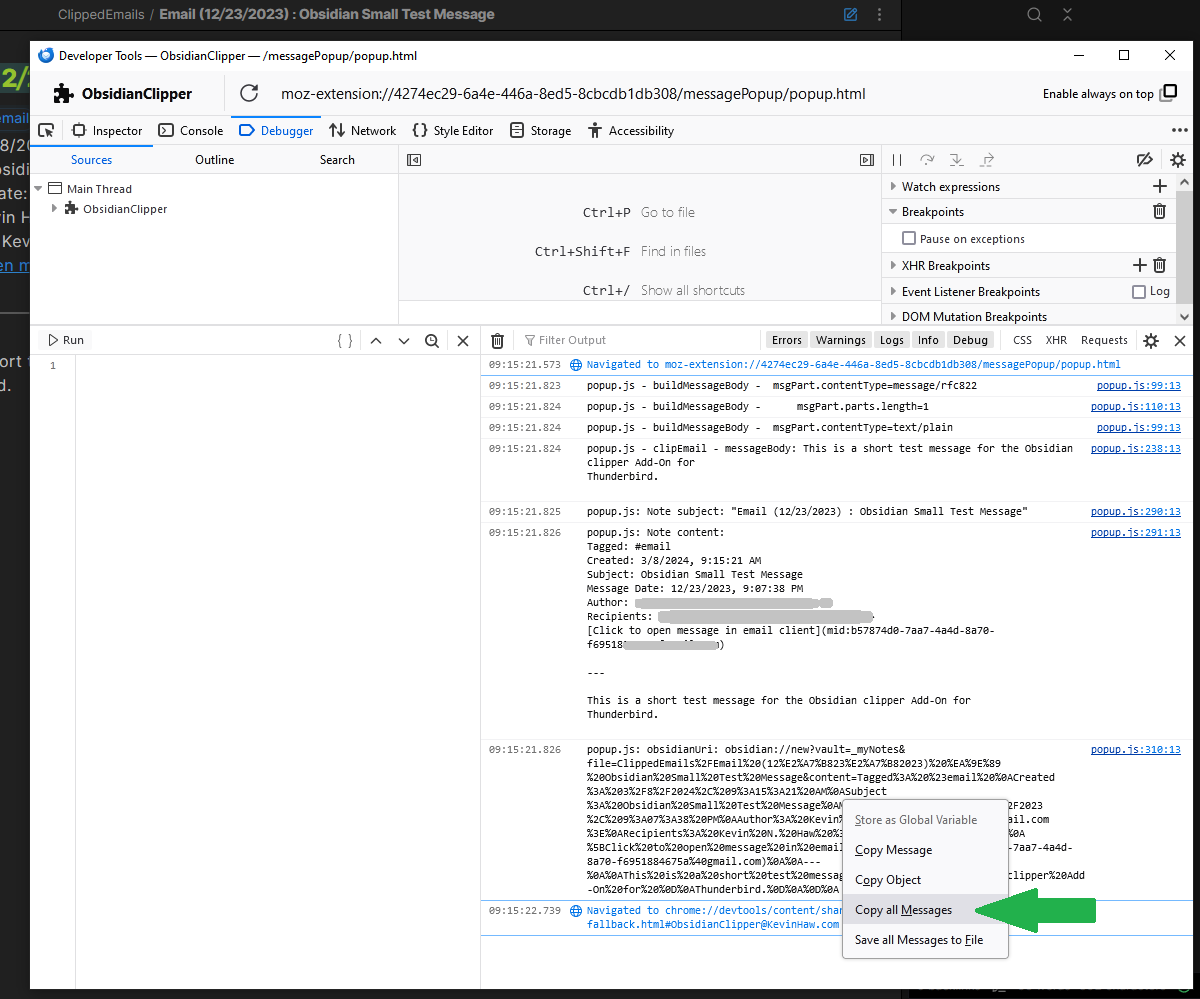 ClippedEmails / Email (12/23/2023) : Obsidian Small Test Message
Developer Tools — ObsidianClipper — /messagePopup/popup.html
ObsidianClipper
moz-extension://4274ec29-6a4e-446a-8ed5-8cbcdb1db308/messagePopup/popup.html
Enable always on top
Inspector Console Debugger Network Style Editor Storage Accessibility
Sources Outline Search
Main Thread
ObsidianClipper
Ctrl+P Go to file
Ctrl+Shift+F Find in files
Ctrl+/ Show all shortcuts
Watch expressions
Breakpoints
Pause on exceptions
XHR Breakpoints
Event Listener Breakpoints Log
DOM Mutation Breakpoints
2/
email
8/20
osidi
ate:
vin H
Kev
en m
ort t
d.
Run { }
1
Filter Output
Errors Warnings Logs Info Debug CSS XHR Requests
09:15:21.573 Navigated to moz-extension://4274ec29-6a4e-446a-8ed5-8cbcdb1db308/messagePopup/popup.html
09:15:21.823 popup.js - buildMessageBody - msgPart.contentType=message/rfc822 popup.js:99:13
09:15:21.824 popup.js - buildMessageBody - msgPart.parts.length=1 popup.js:110:13
09:15:21.824 popup.js - buildMessageBody - msgPart.contentType=text/plain popup.js:99:13
09:15:21.824 popup.js - clipEmail - messageBody: This is a short test message for the Obsidian popup.js:238:13
clipper Add-On for
Thunderbird.
09:15:21.825 popup.js: Note subject: "Email (12/23/2023) : Obsidian Small Test Message" popup.js:290:13
09:15:21.826 popup.js: Note content: popup.js:291:13
Tagged: #email
Created: 3/8/2024, 9:15:21 AM
Subject: Obsidian Small Test Message
Message Date: 12/23/2023, 9:07:38 PM
Author:
Recipients:
[Click to open message in email client](mid:b57874d0-7aa7-4a4d-8a70-
f69518 )
---
This is a short test message for the Obsidian clipper Add-On for
Thunderbird.
09:15:21.826 popup.js: obsidianUri: obsidian://new?vault=_myNotes& popup.js:310:13
file=ClippedEmails%2FEmail%20(12%E2%A7%B823%E2%A7%B82023)%20%EA%9E%89
%20Obsidian%20Small%20Test%20Message&content=Tagged%3A%20%23email%20%0ACreated
%3A%203%2F8%2F2024%2C%209%3A15%3A21%20AM%0ASubject
%3A%20Obsidian%20Small%20Test%20Message%0AM 2F2023
%2C%209%3A07%3A38%20PM%0AAuthor%3A%20Kevin% ail.com
%3E%0ARecipients%3A%20Kevin%20N.%20Haw%20%3 %0A
%5BClick%20to%20open%20message%20in%20email -7aa7-4a4d-
8a70-f6951884675a%40gmail.com)%0A%0A---
%0A%0AThis%20is%20a%20short%20test%20messag clipper%20Add
-On%20for%20%0D%0AThunderbird.%0D%0A%0D%0A
09:15:22.739 Navigated to chrome://devtools/content/shar
fallback.html#ObsidianClipper@KevinHaw.com
Store as Global Variable
Copy Message
Copy Object
Copy all Messages
Save all Messages to File